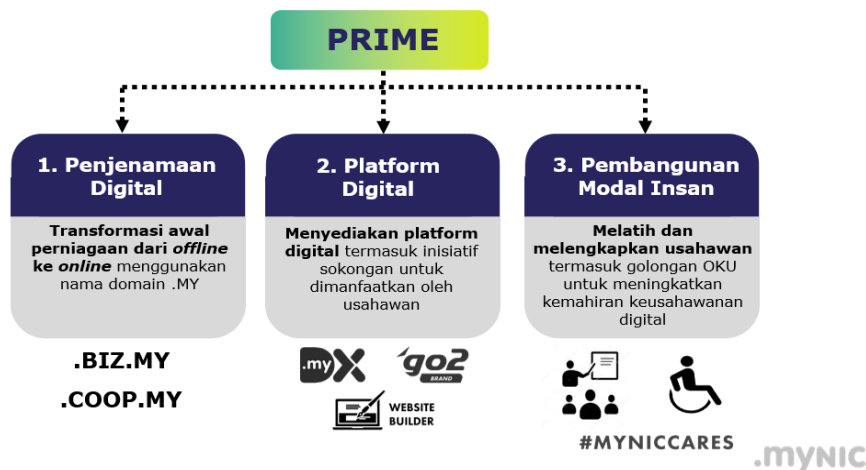 PRIME
1. Penjenamaan
Digital
Transformasi awal
perniagaan dari offline
ke online menggunakan
nama domain .MY
.BIZ.MY
.COOP.MY
2. Platform
Digital
Menyediakan platform
digital termasuk inisiatif
sokongan untuk
dimanfaatkan oleh
usahawan
.myDX
'go2
BRAND
WEBSITE
BUILDER
3. Pembangunan
Modal Insan
Melatih dan
melengkapkan usahawan
termasuk golongan OKU
untuk meningkatkan
kemahiran keusahawanan
digital
#MYNICCARES
.mYNIC